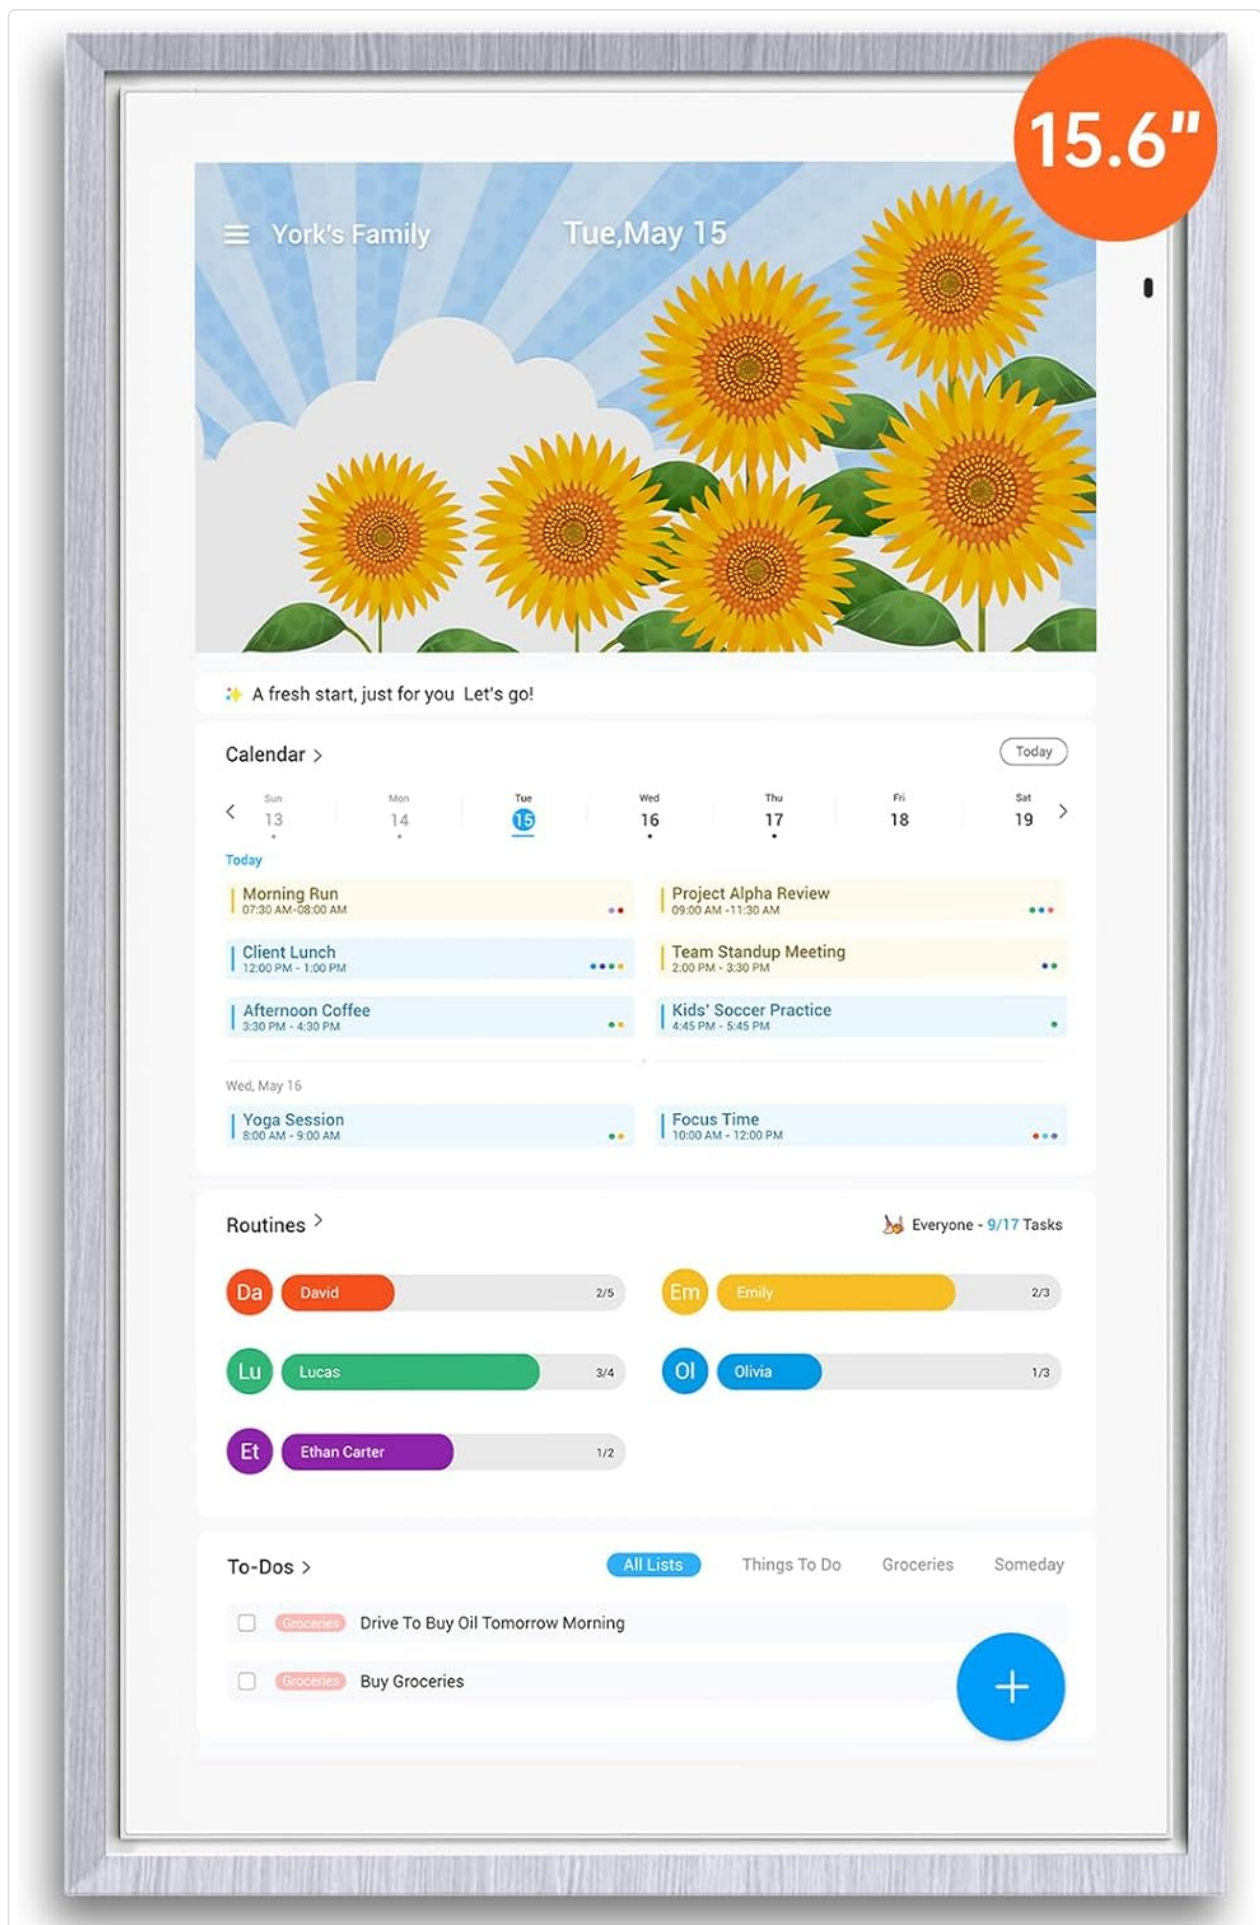 15.6"
York's Family
Tue,May 15
A fresh start, just for you Let's go!
Calendar >
Today
Sun Mon Tue Wed Thu Fri Sat
< 13 14 15 16 17 18 19 >
Today
Morning Run
07:30 AM-08:00 AM
Project Alpha Review
09:00 AM -11:30 AM
Client Lunch
12:00 PM - 1:00 PM
Team Standup Meeting
2:00 PM - 3:30 PM
Afternoon Coffee
3:30 PM - 4:30 PM
Kids' Soccer Practice
4:45 PM - 5:45 PM
Wed, May 16
Yoga Session
8:00 AM - 9:00 AM
Focus Time
10:00 AM - 12:00 PM
Routines >
Everyone - 9/17 Tasks
Da David 2/5
Em Emily 2/3
Lu Lucas 3/4
Ol Olivia 1/3
Et Ethan Carter 1/2
To-Dos >
All Lists Things To Do Groceries Someday
Groceries Drive To Buy Oil Tomorrow Morning
Groceries Buy Groceries
+